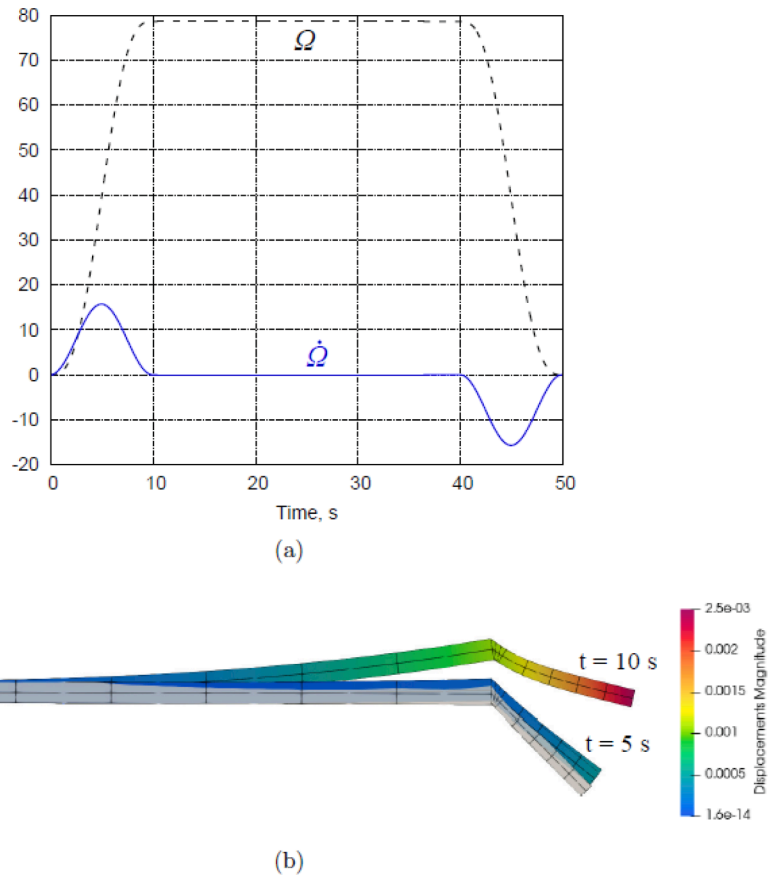 80
70
60
50
40
30
20
10
0
-10
-20
Ω
Ω̇
0 10 20 30 40 50
Time, s
(a)
t = 10 s
t = 5 s
2.5e-03
0.002
0.0015
0.001
0.0005
1.6e-14
Displacements Magnitude
(b)